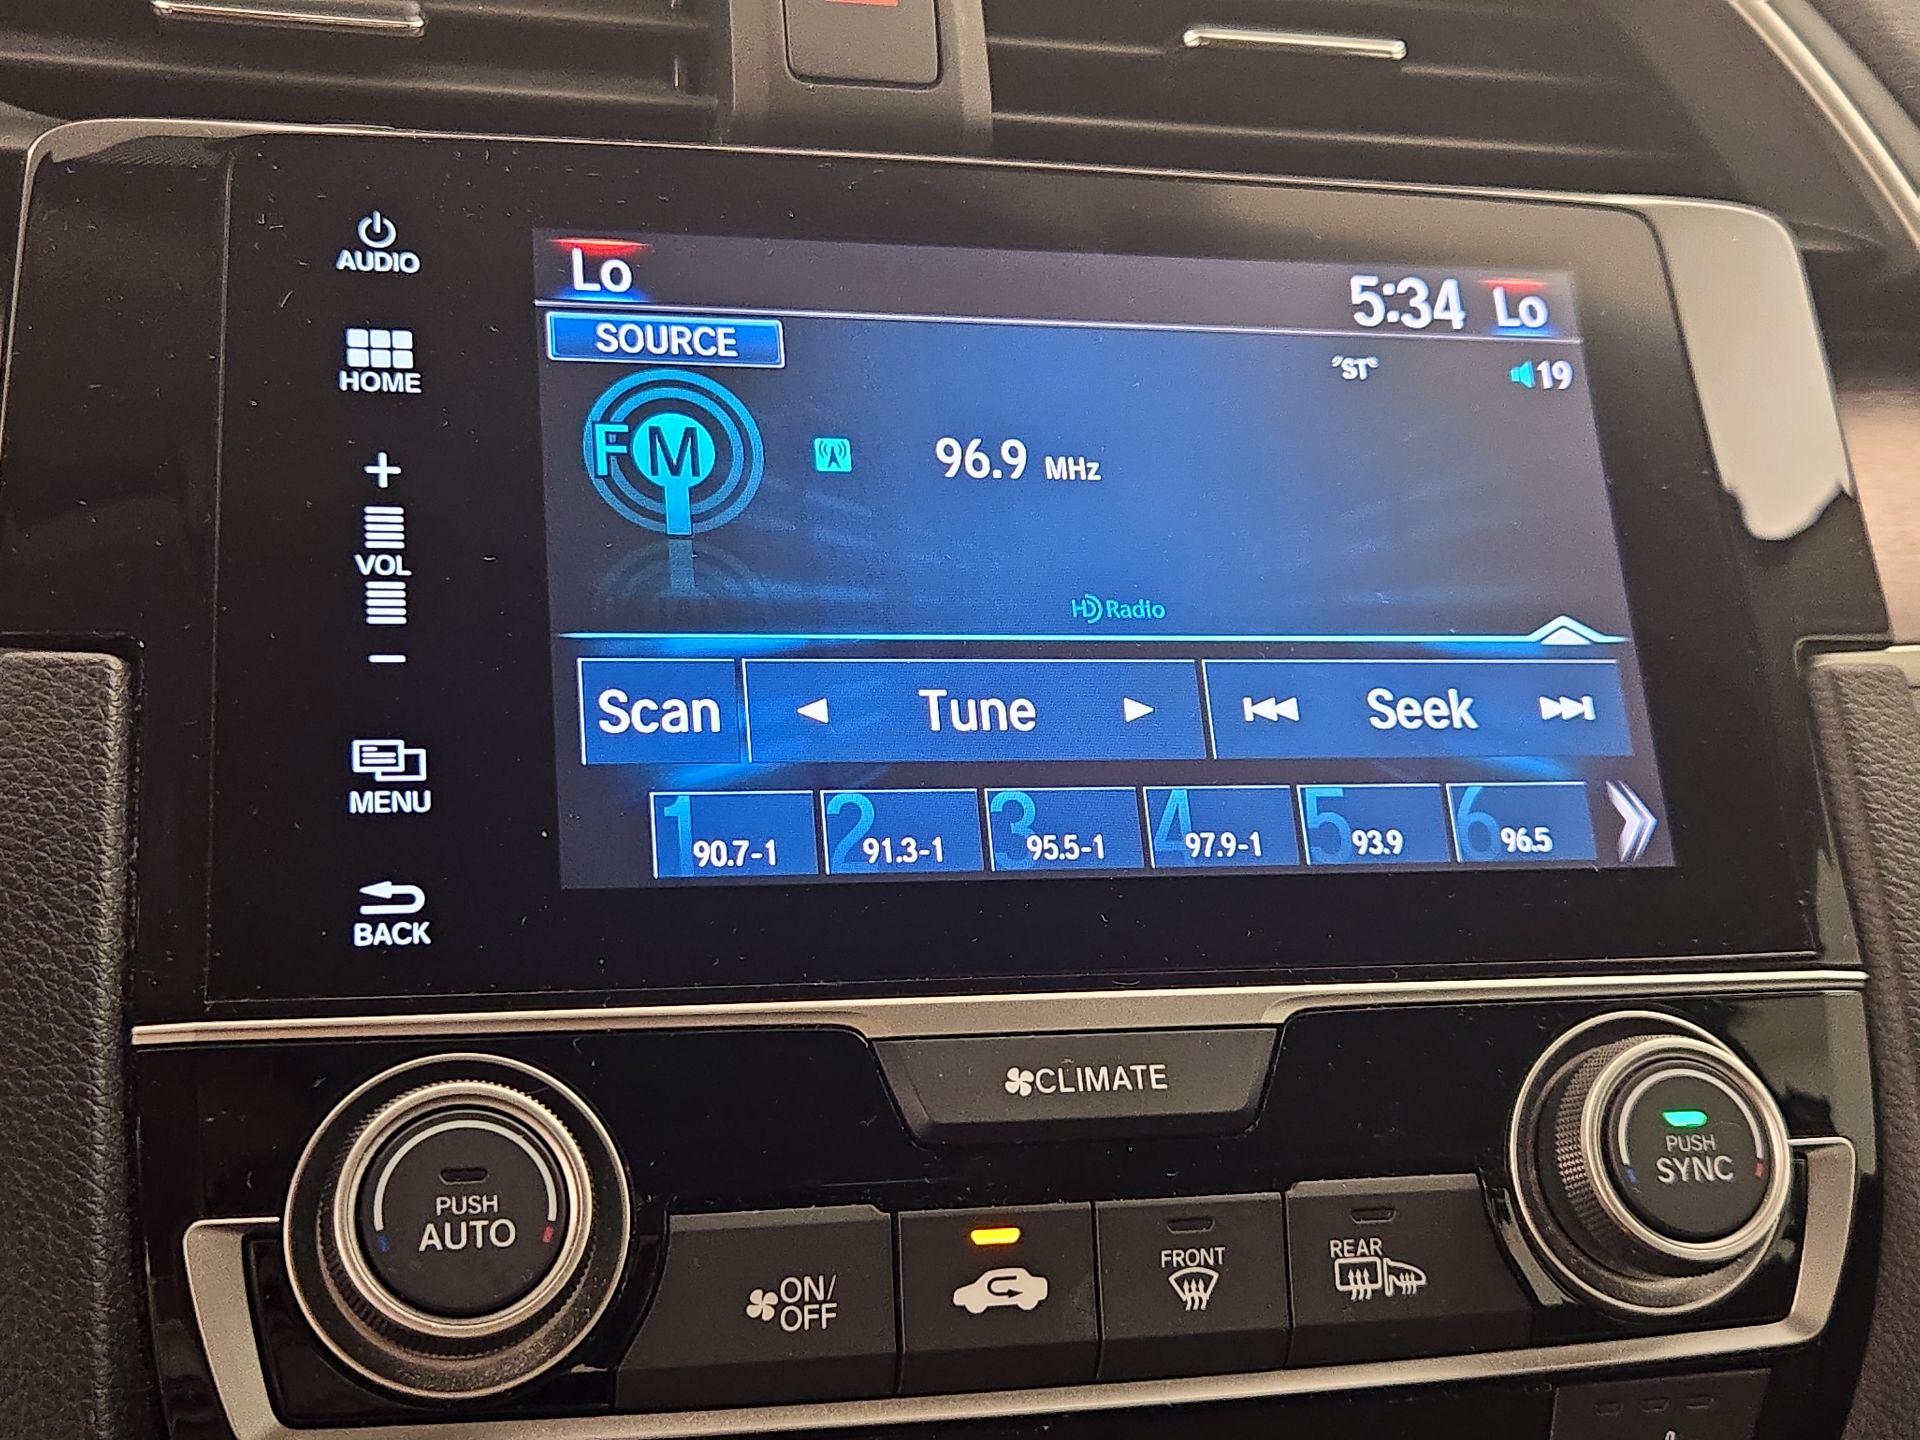 AUDIO
HOME
+
VOL
−
MENU
BACK
Lo
5:34 Lo
SOURCE
"ST"
19
FM
96.9 MHz
HD Radio
Scan
Tune
Seek
1 90.7-1
2 91.3-1
3 95.5-1
4 97.9-1
5 93.9
6 96.5
CLIMATE
PUSH
AUTO
ON/
OFF
FRONT
REAR
PUSH
SYNC